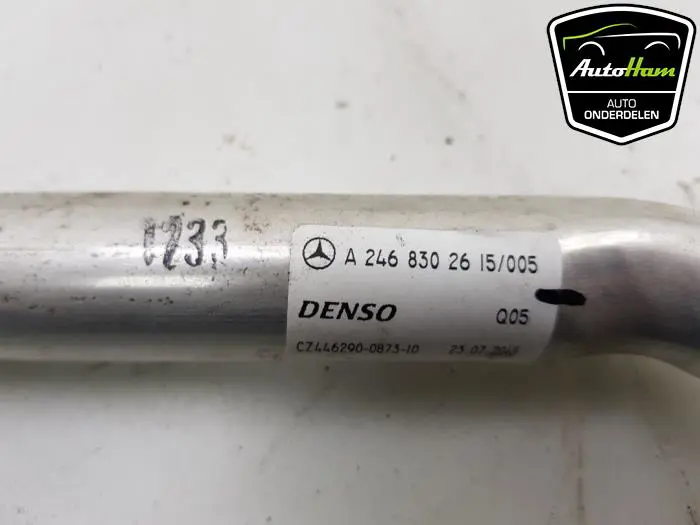 AutoHam
AUTO
ONDERDELEN
1233
A 246 830 26 15/005
DENSO
Q05
CZ446290-0873-10